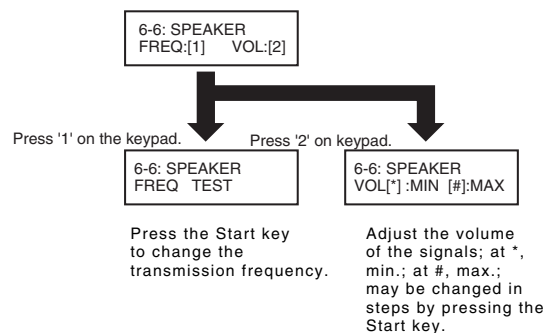 6-6: SPEAKER
FREQ:[1] VOL:[2]
Press '1' on the keypad.
Press '2' on keypad.
6-6: SPEAKER
FREQ TEST
6-6: SPEAKER
VOL[*] :MIN [#]:MAX
Press the Start key
to change the
transmission frequency.
Adjust the volume
of the signals; at *,
min.; at #, max.;
may be changed in
steps by pressing the
Start key.